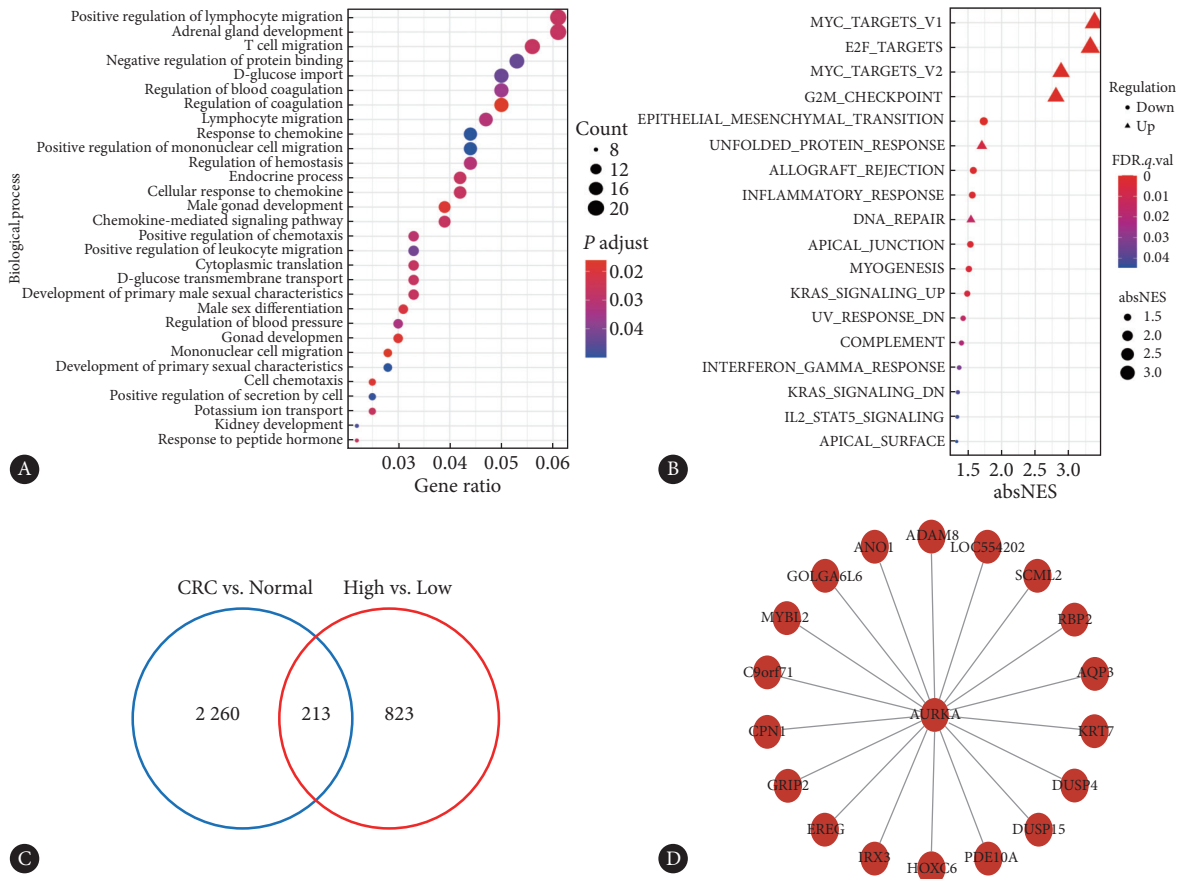 Positive regulation of lymphocyte migration
Adrenal gland development
T cell migration
Negative regulation of protein binding
D-glucose import
Regulation of blood coagulation
Regulation of coagulation
Lymphocyte migration
Response to chemokine
Positive regulation of mononuclear cell migration
Regulation of hemostasis
Endocrine process
Cellular response to chemokine
Male gonad development
Chemokine-mediated signaling pathway
Positive regulation of chemotaxis
Positive regulation of leukocyte migration
Cytoplasmic translation
D-glucose transmembrane transport
Development of primary male sexual characteristics
Male sex differentiation
Regulation of blood pressure
Gonad developmen
Mononuclear cell migration
Development of primary sexual characteristics
Cell chemotaxis
Positive regulation of secretion by cell
Potassium ion transport
Kidney development
Response to peptide hormone
Biological process
0.03 0.04 0.05 0.06
Gene ratio
Count
8
12
16
20
P adjust
0.02
0.03
0.04
A
MYC_TARGETS_V1
E2F_TARGETS
MYC_TARGETS_V2
G2M_CHECKPOINT
EPITHELIAL_MESENCHYMAL_TRANSITION
UNFOLDED_PROTEIN_RESPONSE
ALLOGRAFT_REJECTION
INFLAMMATORY_RESPONSE
DNA_REPAIR
APICAL_JUNCTION
MYOGENESIS
KRAS_SIGNALING_UP
UV_RESPONSE_DN
COMPLEMENT
INTERFERON_GAMMA_RESPONSE
KRAS_SIGNALING_DN
IL2_STAT5_SIGNALING
APICAL_SURFACE
1.5 2.0 2.5 3.0
absNES
Regulation
Down
Up
FDR.q.val
0
0.01
0.02
0.03
0.04
absNES
1.5
2.0
2.5
3.0
B
CRC vs. Normal High vs. Low
2 260 213 823
C
ADAM8
ANO1
LOC554202
GOLGA6L6
SCML2
MYBL2
RBP2
C9orf71
AQP3
AURKA
CPN1
KRT7
GRIP2
DUSP4
EREG
DUSP15
IRX3
HOXC6
PDE10A
D